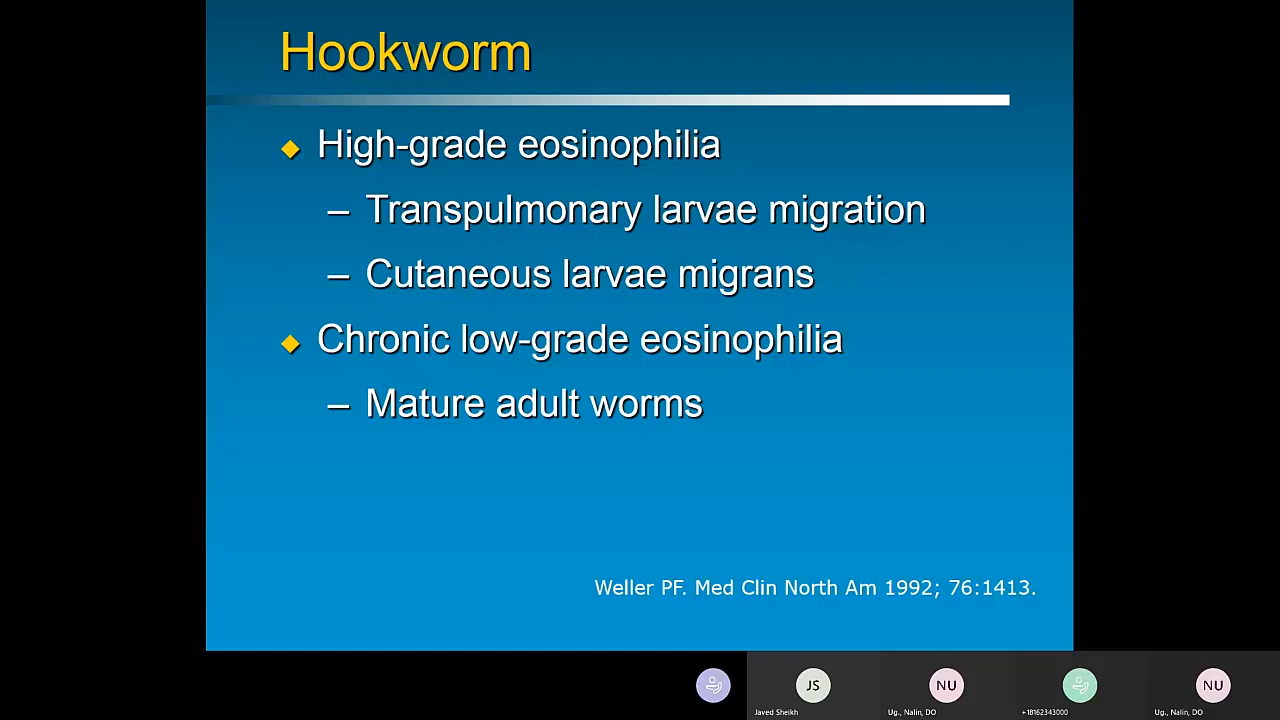 Hookworm
◆ High-grade eosinophilia
– Transpulmonary larvae migration
– Cutaneous larvae migrans
◆ Chronic low-grade eosinophilia
– Mature adult worms
Weller PF. Med Clin North Am 1992; 76:1413.
JS
NU
NU
Javed Sheikh
Ug., Nalin, DO
+18162343000
Ug., Nalin, DO